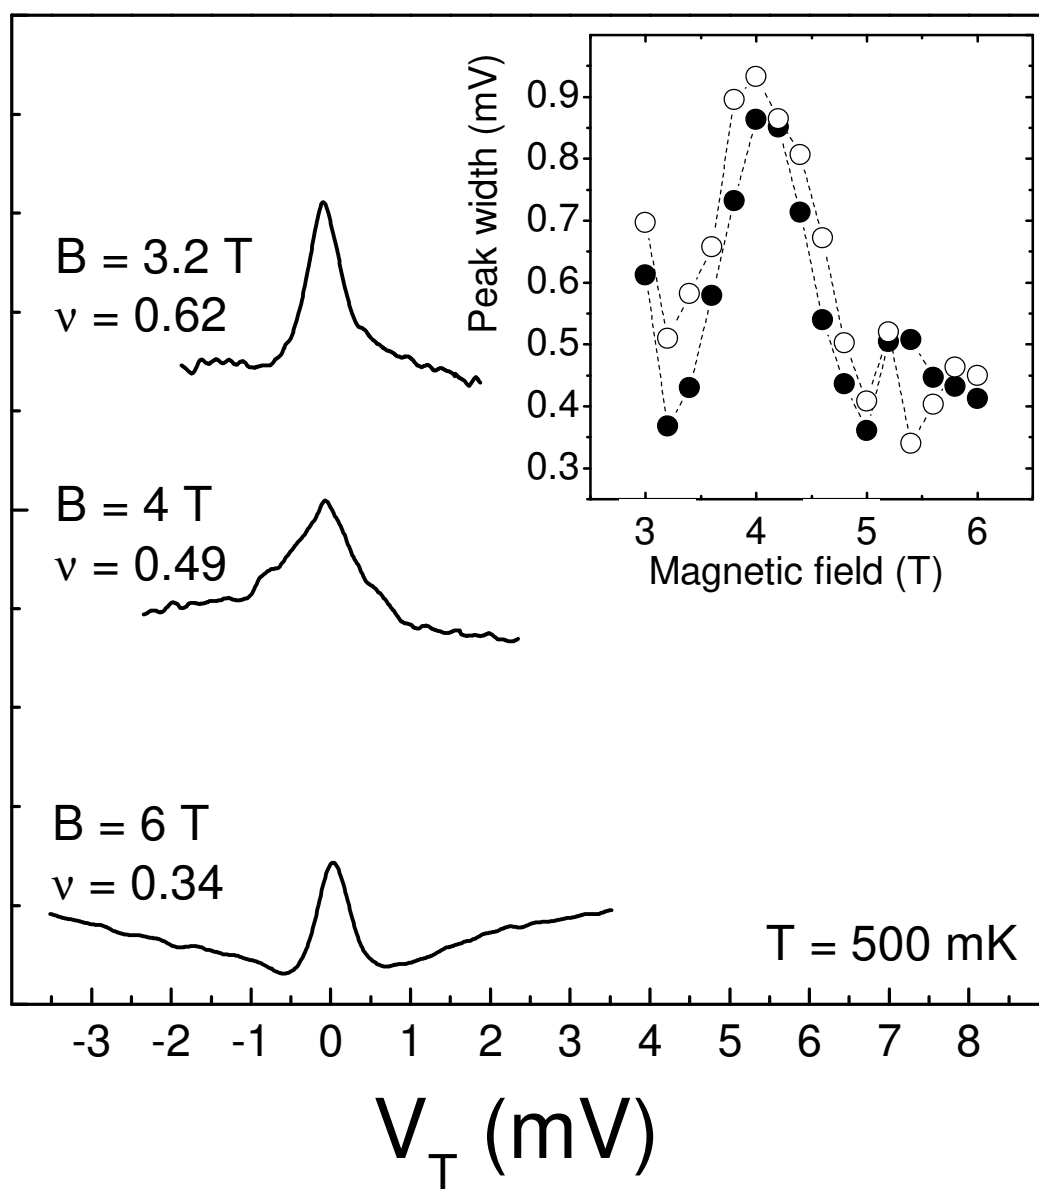 B = 3.2 T
ν = 0.62
B = 4 T
ν = 0.49
B = 6 T
ν = 0.34
T = 500 mK
-3 -2 -1 0 1 2 3 4 5 6 7 8
V_T (mV)
Peak width (mV)
0.9
0.8
0.7
0.6
0.5
0.4
0.3
3 4 5 6
Magnetic field (T)